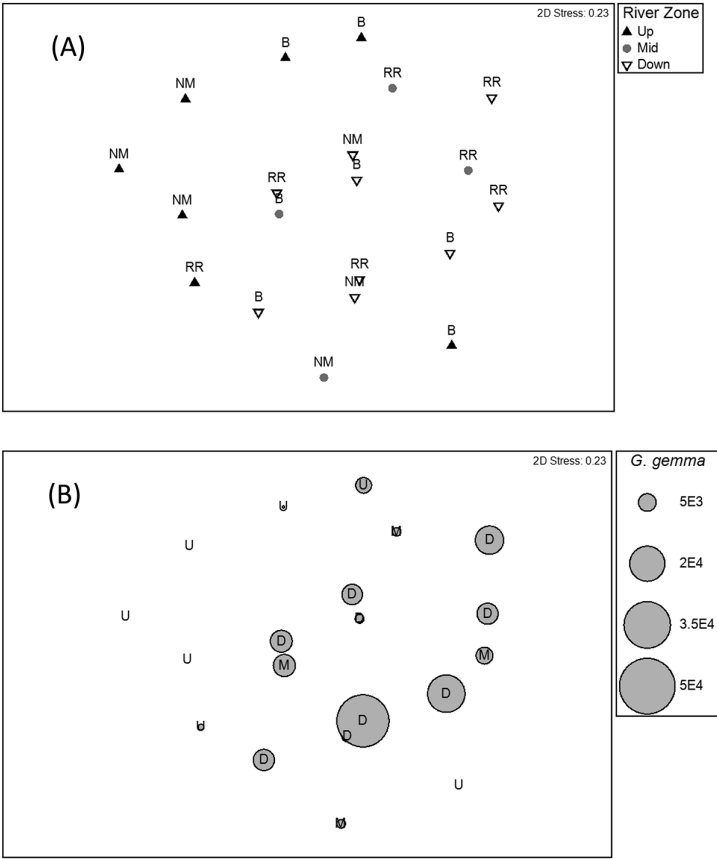 2D Stress: 0.23
River Zone
(A)
Up
Mid
Down
B
B
RR
NM
RR
NM
B
NM
RR
RR
B
NM
RR
B
RR
B
RR
NM
B
NM
2D Stress: 0.23
G. gemma
(B)
U
5E3
U
M
D
U
2E4
D
U
D
D
3.5E4
D
M
U
M
5E4
D
D
U
D
D
U
M